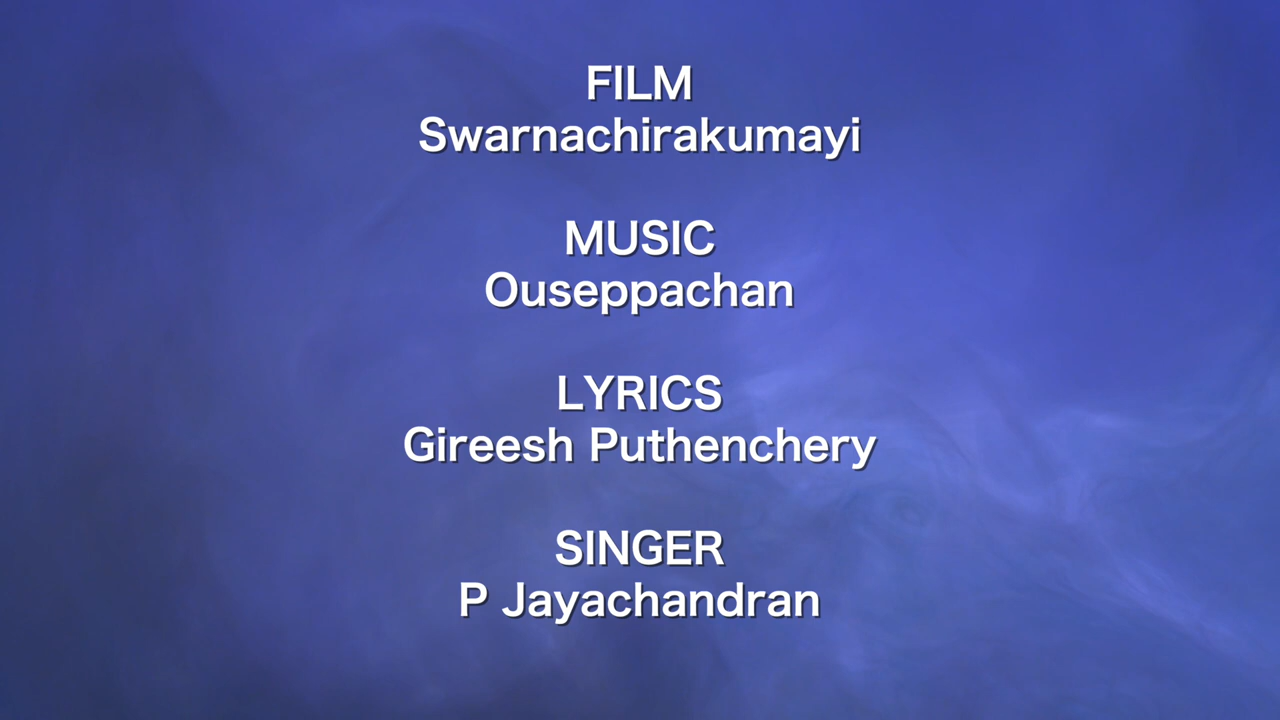 FILM
Swarnachirakumayi
MUSIC
Ouseppachan
LYRICS
Gireesh Puthenchery
SINGER
P Jayachandran